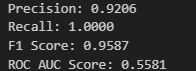 Precision: 0.9206
Recall: 1.0000
F1 Score: 0.9587
ROC AUC Score: 0.5581